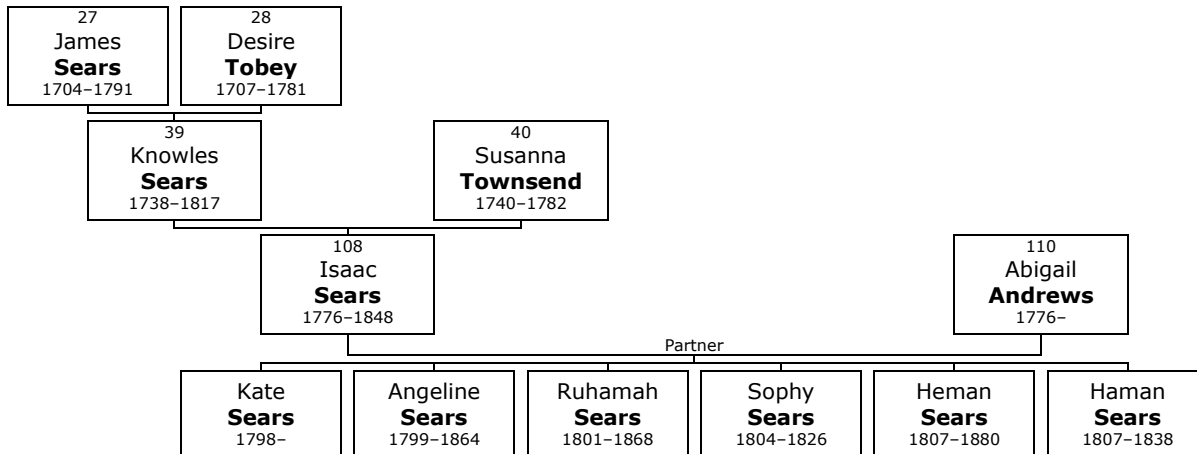 27
James
Sears
1704–1791
28
Desire
Tobey
1707–1781
39
Knowles
Sears
1738–1817
40
Susanna
Townsend
1740–1782
108
Isaac
Sears
1776–1848
110
Abigail
Andrews
1776–
Partner
Kate
Sears
1798–
Angeline
Sears
1799–1864
Ruhamah
Sears
1801–1868
Sophy
Sears
1804–1826
Heman
Sears
1807–1880
Haman
Sears
1807–1838